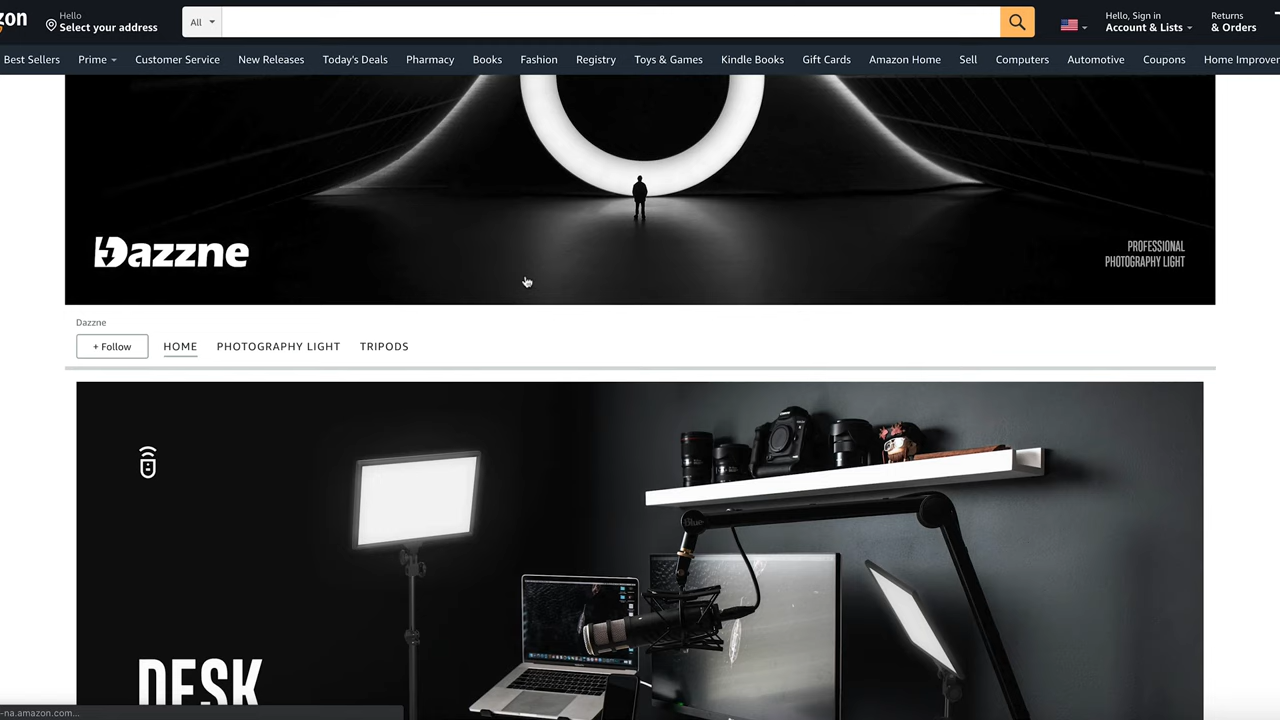 zon
Hello
Select your address
All
Hello, Sign in
Account & Lists
Returns
& Orders
Best Sellers Prime Customer Service New Releases Today's Deals Pharmacy Books Fashion Registry Toys & Games Kindle Books Gift Cards Amazon Home Sell Computers Automotive Coupons Home Improver
Dazzne
PROFESSIONAL
PHOTOGRAPHY LIGHT
Dazzne
+ Follow HOME PHOTOGRAPHY LIGHT TRIPODS
blue
DESK
-na.amazon.com...